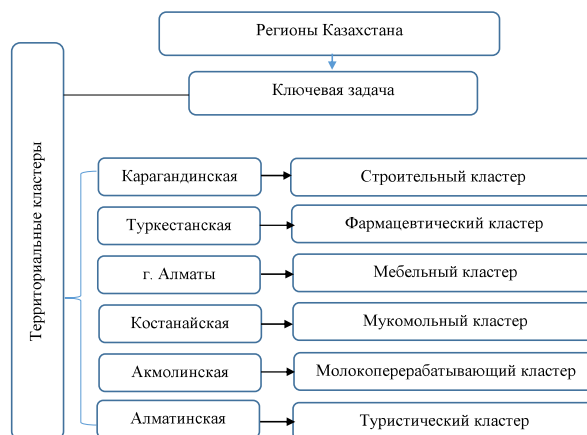 Регионы Казахстана
Ключевая задача
Территориальные кластеры
Карагандинская
Строительный кластер
Туркестанская
Фармацевтический кластер
г. Алматы
Мебельный кластер
Костанайская
Мукомольный кластер
Акмолинская
Молокоперерабатывающий кластер
Алматинская
Туристический кластер